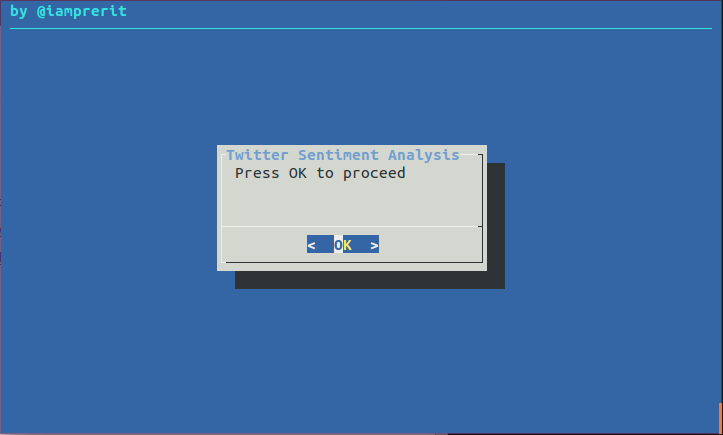 by @iamprerit
Twitter Sentiment Analysis
Press OK to proceed
<  OK  >